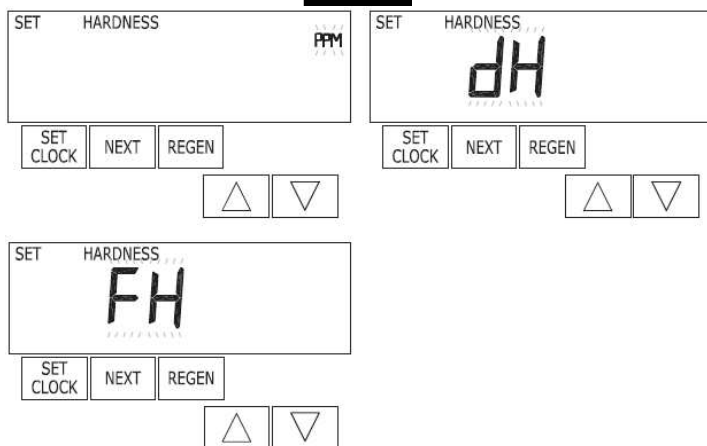 SET HARDNESS
PPM
SET CLOCK NEXT REGEN
SET HARDNESS
dH
SET CLOCK NEXT REGEN
SET HARDNESS
FH
SET CLOCK NEXT REGEN